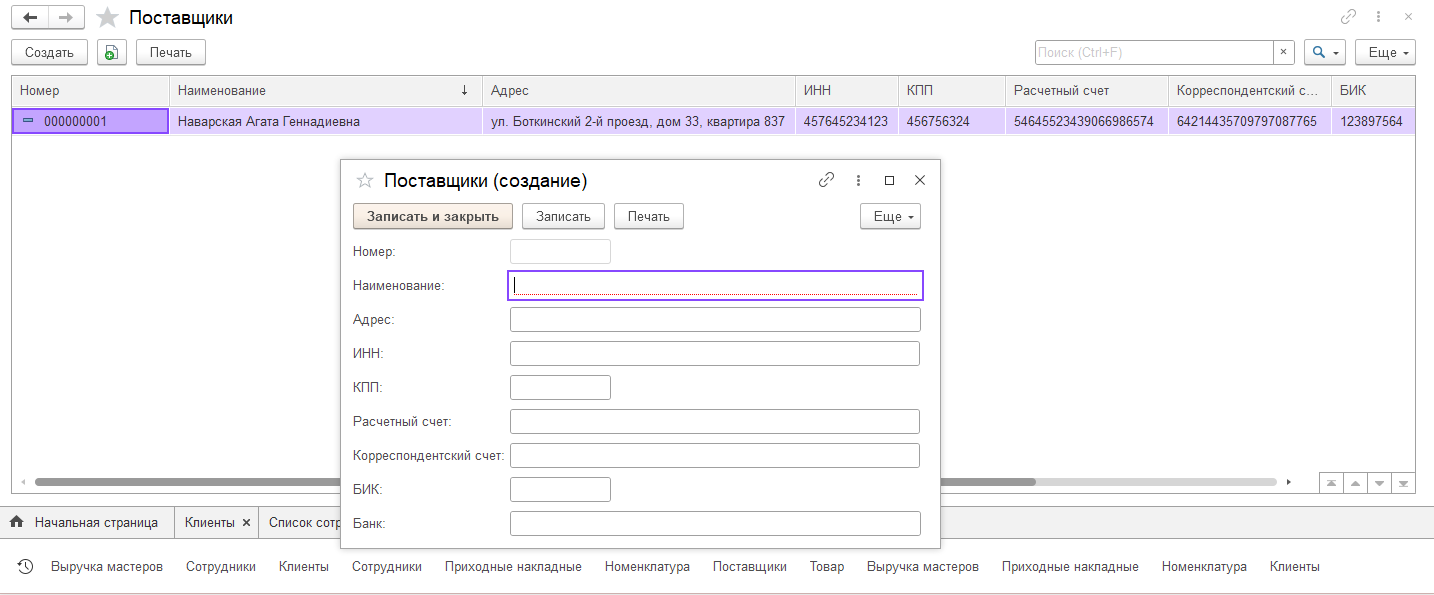 Поставщики
Создать Печать Поиск (Ctrl+F) × Еще
Номер Наименование ↓ Адрес ИНН КПП Расчетный счет Корреспондентский с... БИК
000000001 Наварская Агата Геннадиевна ул. Боткинский 2-й проезд, дом 33, квартира 837 457645234123 456756324 54645523439066986574 64214435709797087765 123897564
Поставщики (создание)
Записать и закрыть Записать Печать Еще
Номер:
Наименование:
Адрес:
ИНН:
КПП:
Расчетный счет:
Корреспондентский счет:
БИК:
Банк:
Начальная страница Клиенты × Список сотр
Выручка мастеров Сотрудники Клиенты Сотрудники Приходные накладные Номенклатура Поставщики Товар Выручка мастеров Приходные накладные Номенклатура Клиенты